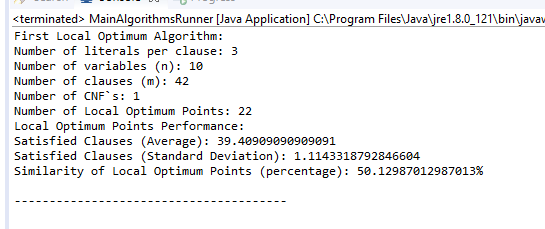 <terminated> MainAlgorithmsRunner [Java Application] C:\Program Files\Java\jre1.8.0_121\bin\javaw
First Local Optimum Algorithm:
Number of literals per clause: 3
Number of variables (n): 10
Number of clauses (m): 42
Number of CNF`s: 1
Number of Local Optimum Points: 22
Local Optimum Points Performance:
Satisfied Clauses (Average): 39.40909090909091
Satisfied Clauses (Standard Deviation): 1.1143318792846604
Similarity of Local Optimum Points (percentage): 50.12987012987013%
----------------------------------------